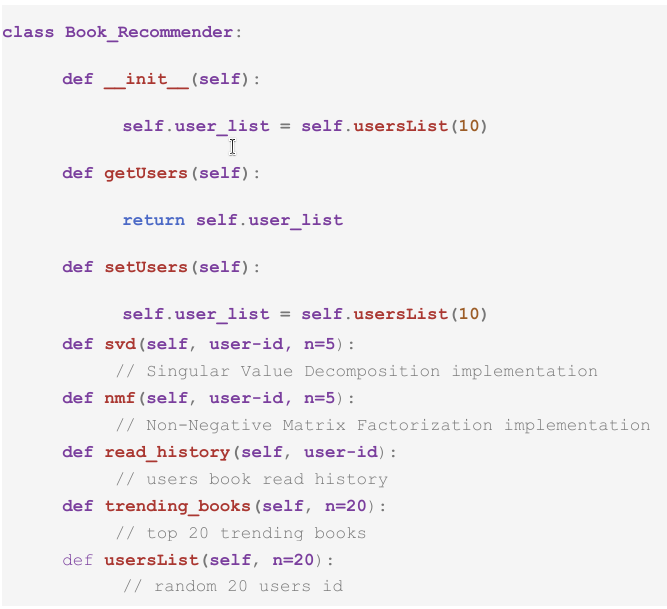 class Book_Recommender:
def __init__(self):
self.user_list = self.usersList(10)
def getUsers(self):
return self.user_list
def setUsers(self):
self.user_list = self.usersList(10)
def svd(self, user-id, n=5):
// Singular Value Decomposition implementation
def nmf(self, user-id, n=5):
// Non-Negative Matrix Factorization implementation
def read_history(self, user-id):
// users book read history
def trending_books(self, n=20):
// top 20 trending books
def usersList(self, n=20):
// random 20 users id